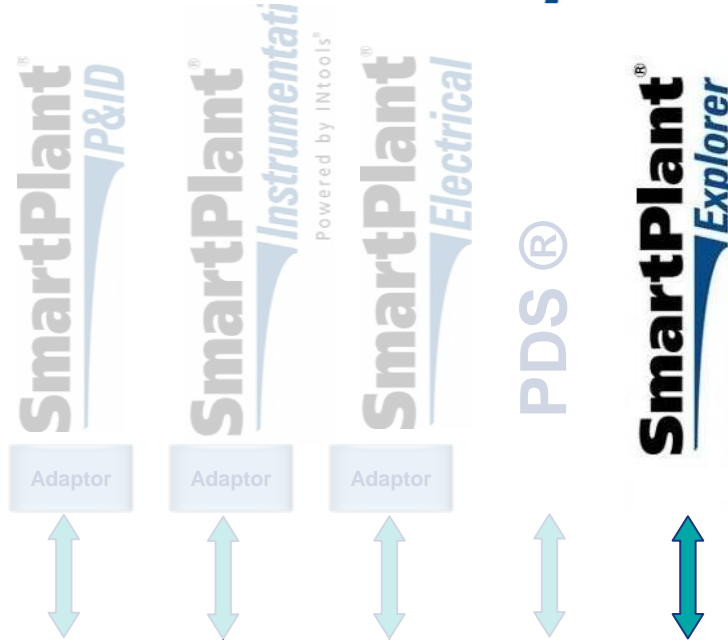 SmartPlant®
P&ID
SmartPlant®
Instrumentati
Powered by INtools®
SmartPlant®
Electrical
PDS ®
SmartPlant®
Explorer
Adaptor
Adaptor
Adaptor